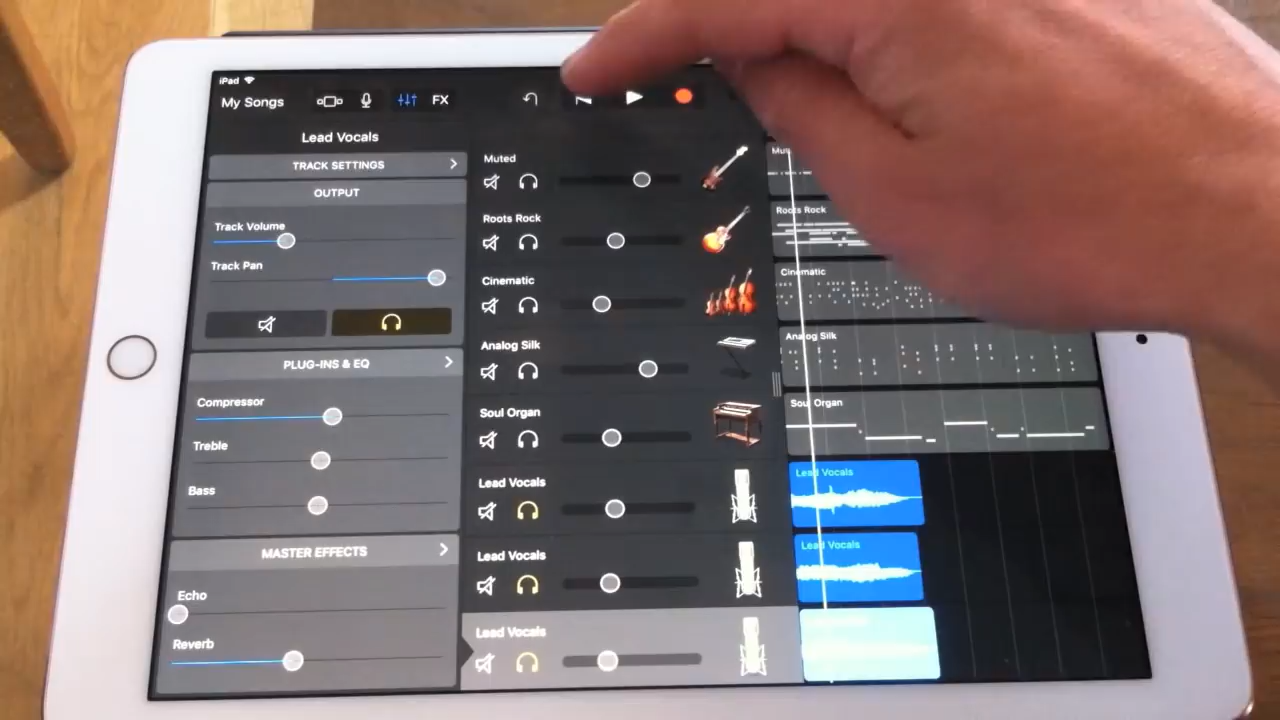 iPad
My Songs
FX
Lead Vocals
TRACK SETTINGS
OUTPUT
Track Volume
Track Pan
PLUG-INS & EQ
Compressor
Treble
Bass
MASTER EFFECTS
Echo
Reverb
Muted
Roots Rock
Cinematic
Analog Silk
Soul Organ
Lead Vocals
Lead Vocals
Lead Vocals
Roots Rock
Cinematic
Analog Silk
Soul Organ
Lead Vocals
Lead Vocals